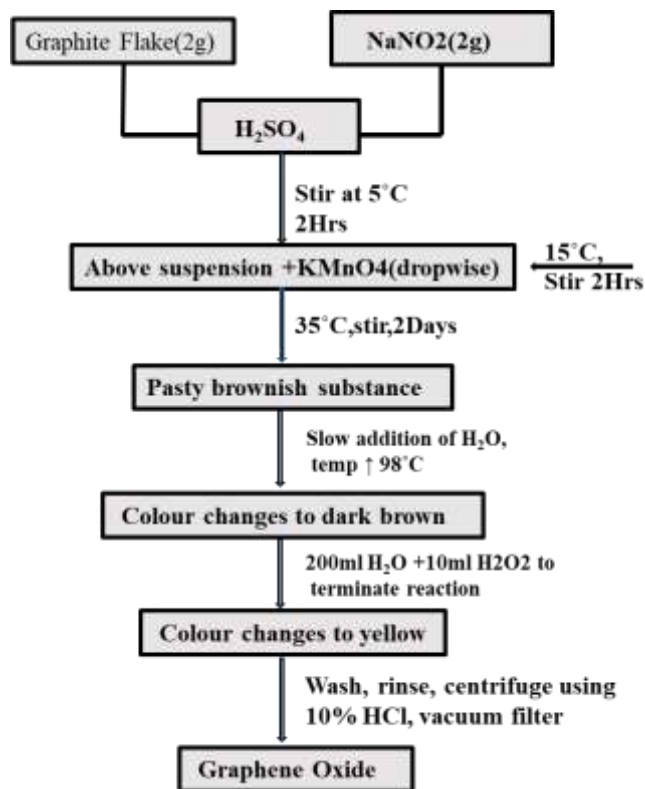 Graphite Flake(2g)
NaNO2(2g)
H₂SO₄
Stir at 5°C
2Hrs
Above suspension +KMnO4(dropwise)
15°C,
Stir 2Hrs
35°C,stir,2Days
Pasty brownish substance
Slow addition of H₂O,
temp ↑ 98°C
Colour changes to dark brown
200ml H₂O +10ml H2O2 to
terminate reaction
Colour changes to yellow
Wash, rinse, centrifuge using
10% HCl, vacuum filter
Graphene Oxide